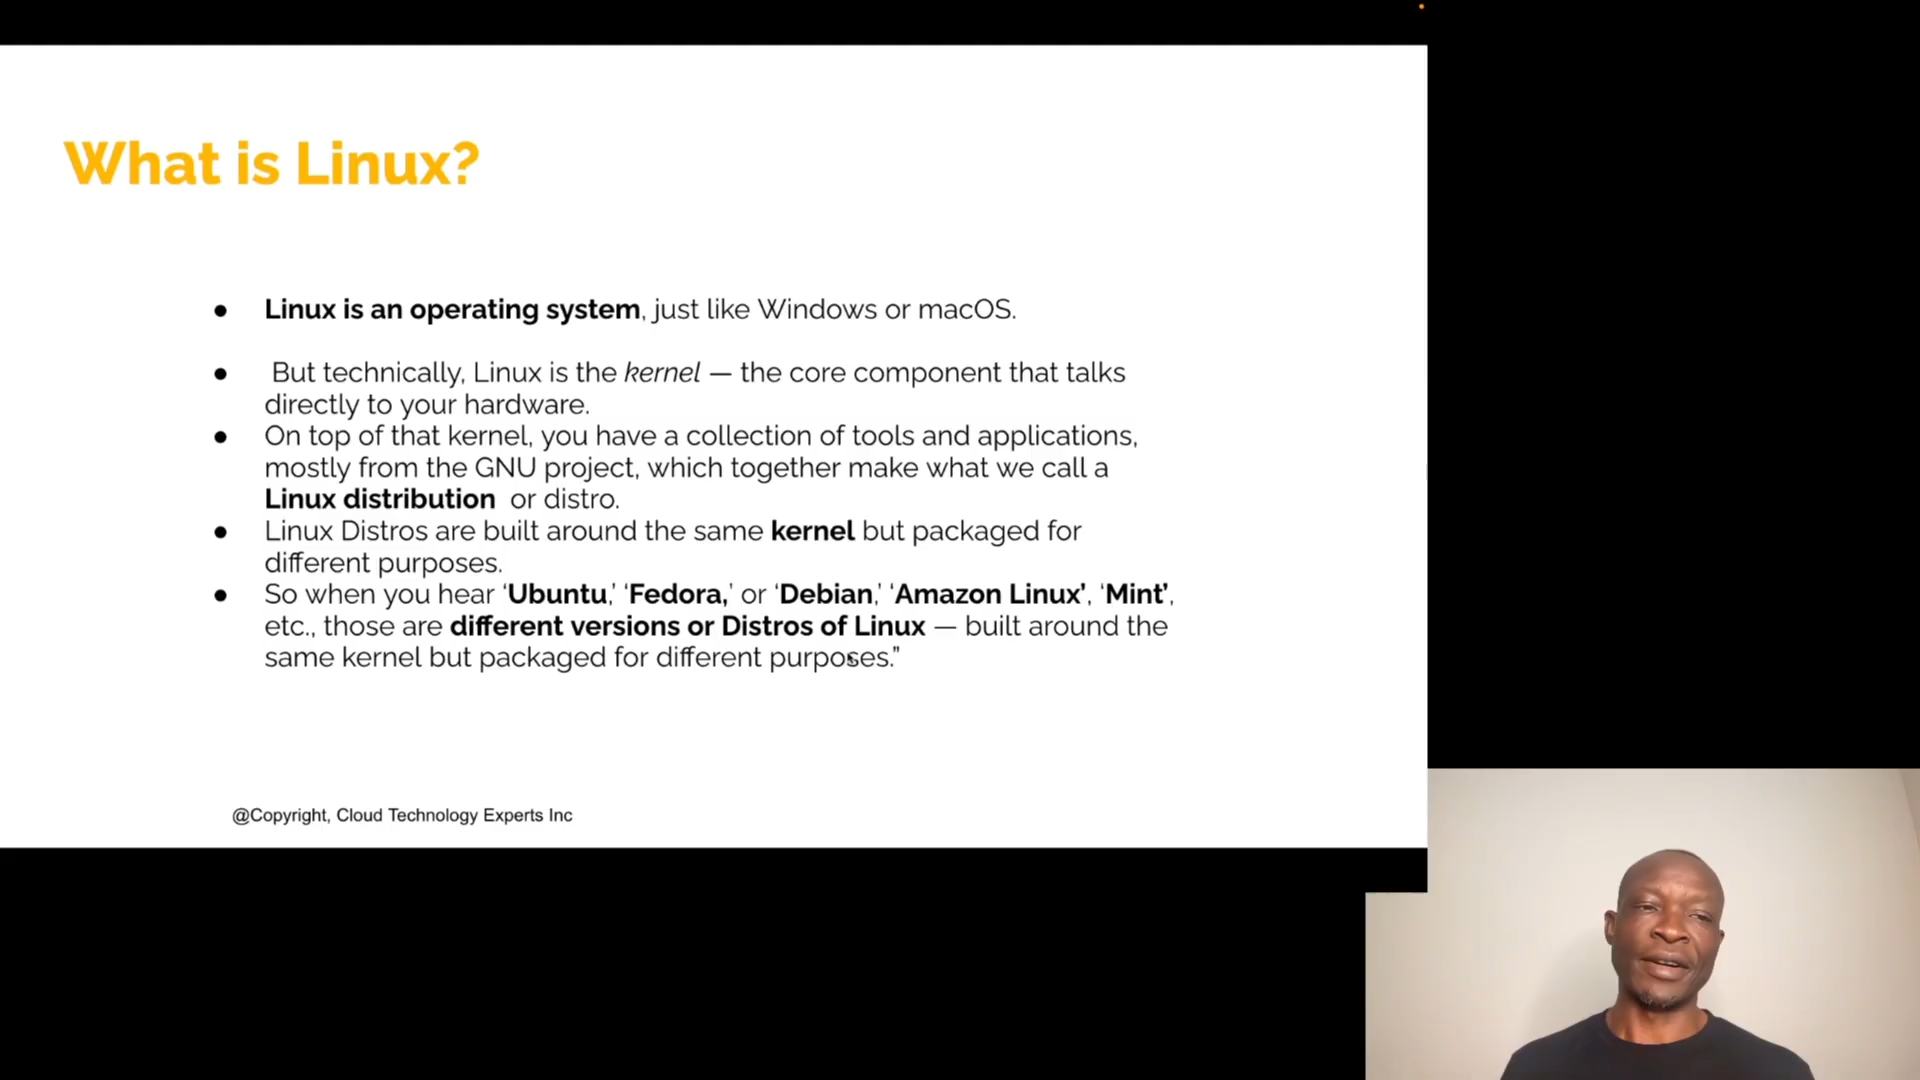 What is Linux?
● Linux is an operating system, just like Windows or macOS.
● But technically, Linux is the kernel — the core component that talks
directly to your hardware.
● On top of that kernel, you have a collection of tools and applications,
mostly from the GNU project, which together make what we call a
Linux distribution or distro.
● Linux Distros are built around the same kernel but packaged for
different purposes.
● So when you hear ‘Ubuntu,’ ‘Fedora,’ or ‘Debian,’ ‘Amazon Linux’, ‘Mint’,
etc., those are different versions or Distros of Linux — built around the
same kernel but packaged for different purposes.”
@Copyright, Cloud Technology Experts Inc